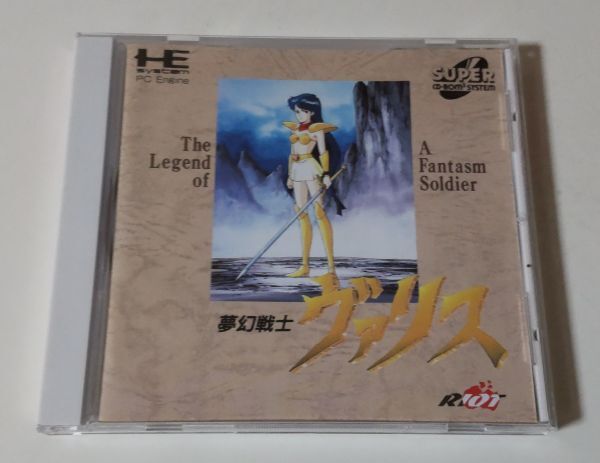 HE
system
PC Engine
SUPER
CD-ROM² SYSTEM
The
Legend
of
A
Fantasm
Soldier
夢幻戦士
ヴァリス
RIOT